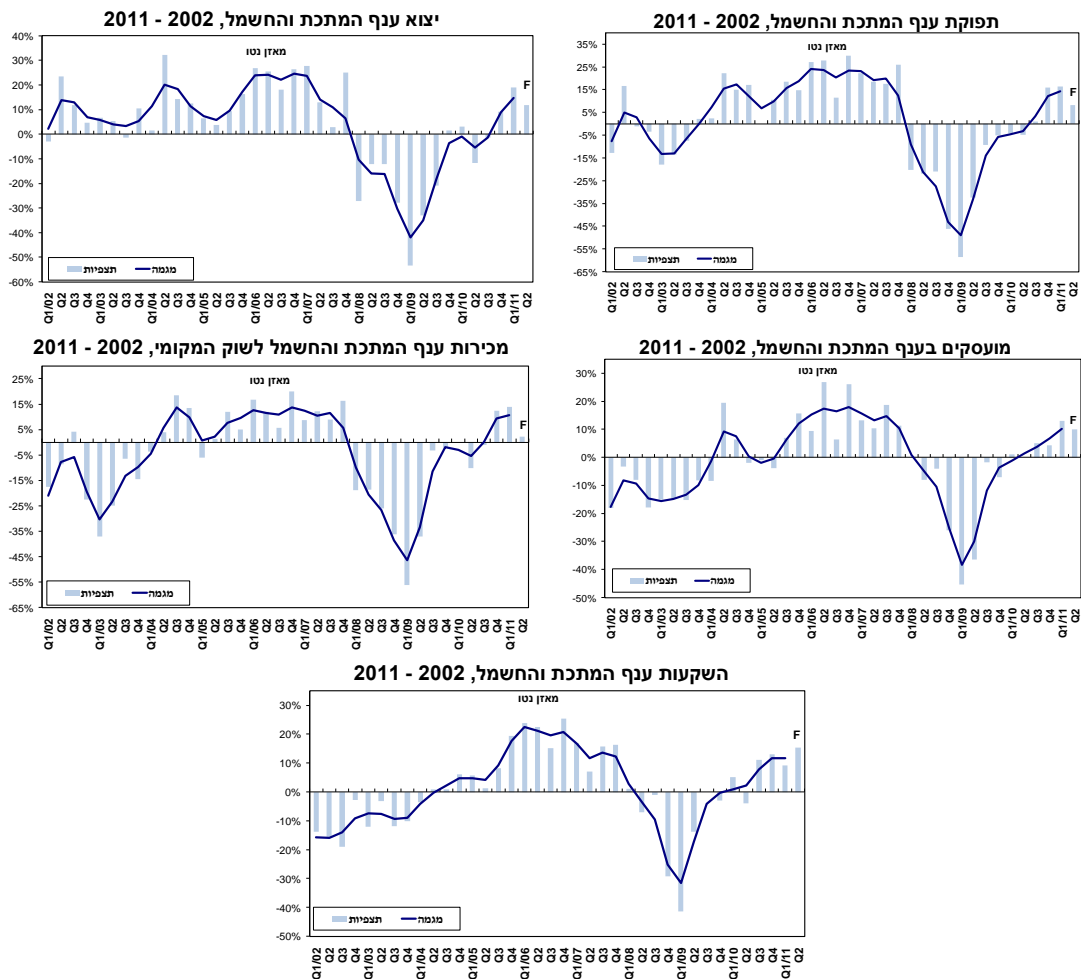 תפוקת ענף המתכת והחשמל, 2002 - 2011
מאזן נטו
35%
25%
15%
5%
-5%
-15%
-25%
-35%
-45%
-55%
-65%
F
תצפיות מגמה
Q1/02 Q2 Q3 Q4 Q1/03 Q2 Q3 Q4 Q1/04 Q2 Q3 Q4 Q1/05 Q2 Q3 Q4 Q1/06 Q2 Q3 Q4 Q1/07 Q2 Q3 Q4 Q1/08 Q2 Q3 Q4 Q1/09 Q2 Q3 Q4 Q1/10 Q2 Q3 Q4 Q1/11 Q2
יצוא ענף המתכת והחשמל, 2002 - 2011
מאזן נטו
40%
30%
20%
10%
0%
-10%
-20%
-30%
-40%
-50%
-60%
F
תצפיות מגמה
Q1/02 Q2 Q3 Q4 Q1/03 Q2 Q3 Q4 Q1/04 Q2 Q3 Q4 Q1/05 Q2 Q3 Q4 Q1/06 Q2 Q3 Q4 Q1/07 Q2 Q3 Q4 Q1/08 Q2 Q3 Q4 Q1/09 Q2 Q3 Q4 Q1/10 Q2 Q3 Q4 Q1/11 Q2
מועסקים בענף המתכת והחשמל, 2002 - 2011
מאזן נטו
30%
20%
10%
0%
-10%
-20%
-30%
-40%
-50%
F
תצפיות מגמה
Q1/02 Q2 Q3 Q4 Q1/03 Q2 Q3 Q4 Q1/04 Q2 Q3 Q4 Q1/05 Q2 Q3 Q4 Q1/06 Q2 Q3 Q4 Q1/07 Q2 Q3 Q4 Q1/08 Q2 Q3 Q4 Q1/09 Q2 Q3 Q4 Q1/10 Q2 Q3 Q4 Q1/11 Q2
מכירות ענף המתכת והחשמל לשוק המקומי, 2002 - 2011
מאזן נטו
25%
15%
5%
-5%
-15%
-25%
-35%
-45%
-55%
-65%
F
תצפיות מגמה
Q1/02 Q2 Q3 Q4 Q1/03 Q2 Q3 Q4 Q1/04 Q2 Q3 Q4 Q1/05 Q2 Q3 Q4 Q1/06 Q2 Q3 Q4 Q1/07 Q2 Q3 Q4 Q1/08 Q2 Q3 Q4 Q1/09 Q2 Q3 Q4 Q1/10 Q2 Q3 Q4 Q1/11 Q2
השקעות ענף המתכת והחשמל, 2002 - 2011
מאזן נטו
30%
20%
10%
0%
-10%
-20%
-30%
-40%
-50%
F
תצפיות מגמה
Q1/02 Q2 Q3 Q4 Q1/03 Q2 Q3 Q4 Q1/04 Q2 Q3 Q4 Q1/05 Q2 Q3 Q4 Q1/06 Q2 Q3 Q4 Q1/07 Q2 Q3 Q4 Q1/08 Q2 Q3 Q4 Q1/09 Q2 Q3 Q4 Q1/10 Q2 Q3 Q4 Q1/11 Q2